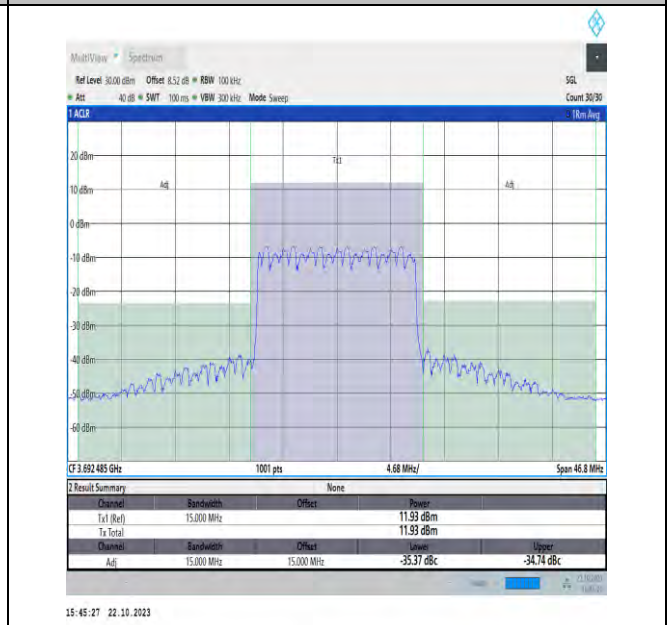 MultiView Spectrum
Ref Level 30.00 dBm Offset 8.52 dB RBW 100 kHz SGL
Att 40 dB SWT 100 ms VBW 300 kHz Mode Sweep Count 30/30
1 ACLR 1Rm Avg
20 dBm
Tx1
10 dBm Adj Adj
0 dBm
-10 dBm
-20 dBm
-30 dBm
-40 dBm
-50 dBm
-60 dBm
CF 3.692 485 GHz 1001 pts 4.68 MHz/ Span 46.8 MHz
2 Result Summary None
Channel Bandwidth Offset Power
Tx1 (Ref) 15.000 MHz 11.93 dBm
Tx Total 11.93 dBm
Channel Bandwidth Offset Lower Upper
Adj 15.000 MHz 15.000 MHz -35.37 dBc -34.74 dBc
15:45:27 22.10.2023